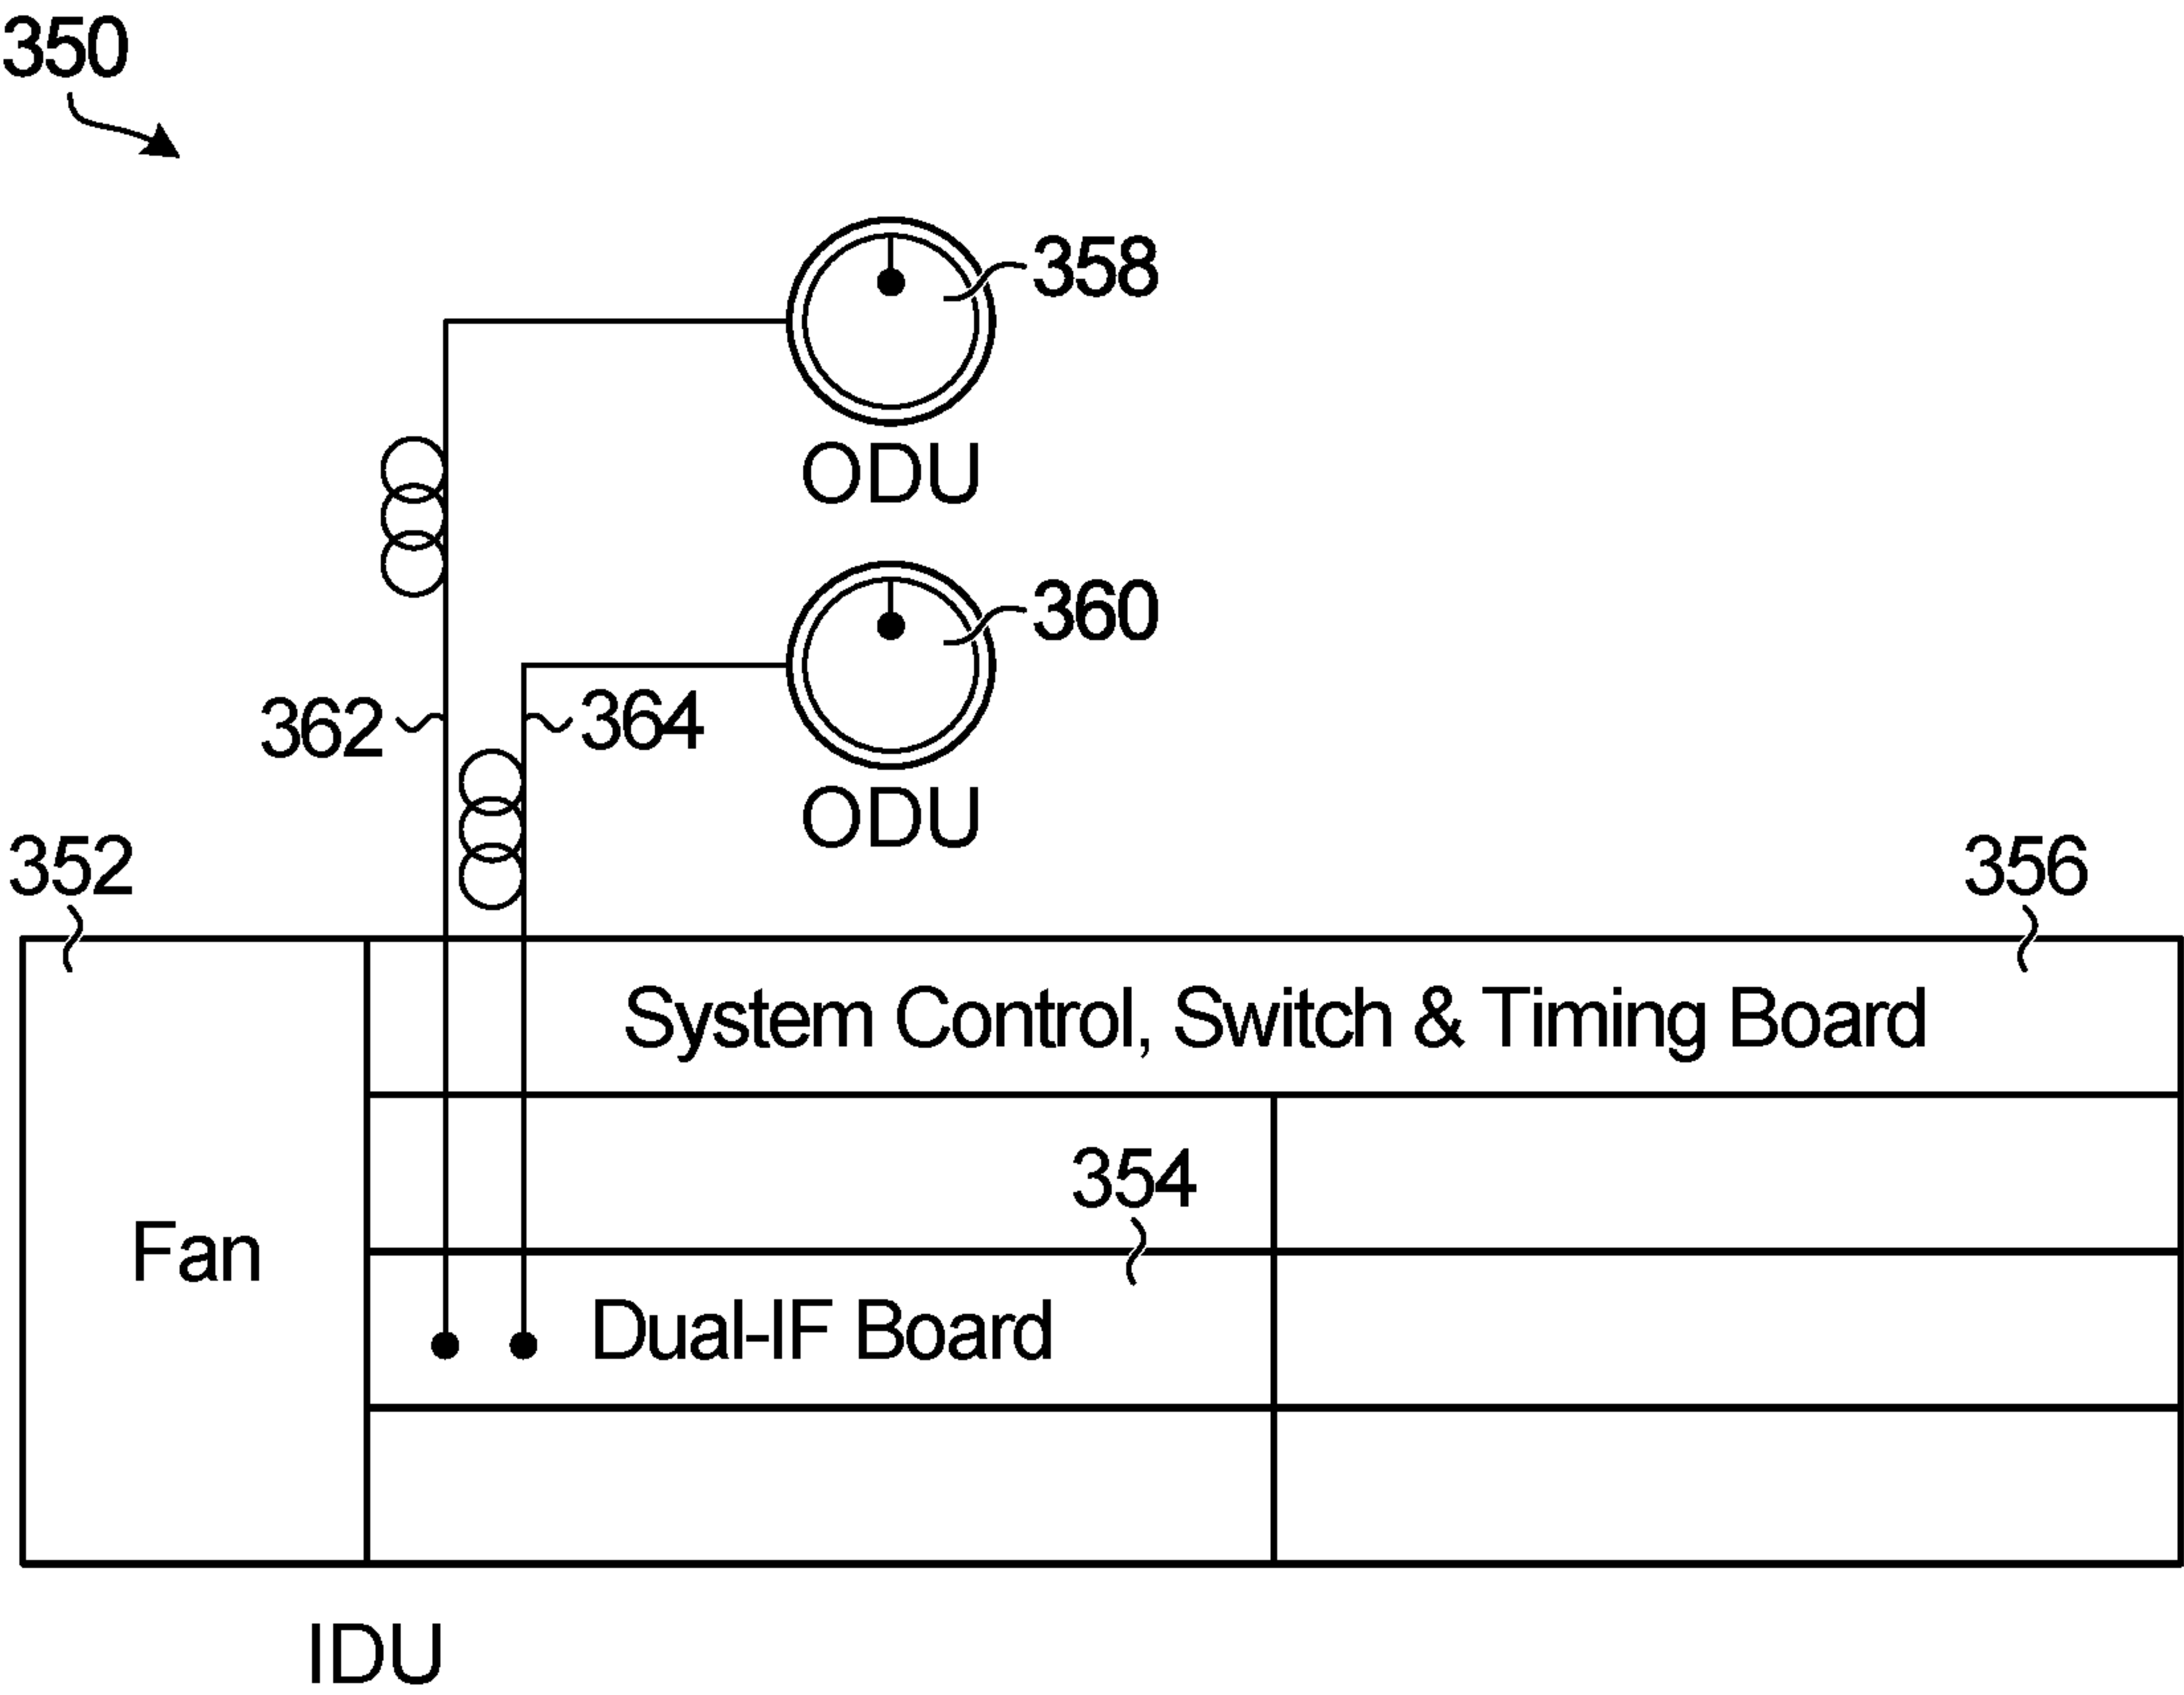 350
358
ODU
360
362
364
ODU
352
356
System Control, Switch & Timing Board
354
Fan
Dual-IF Board
IDU